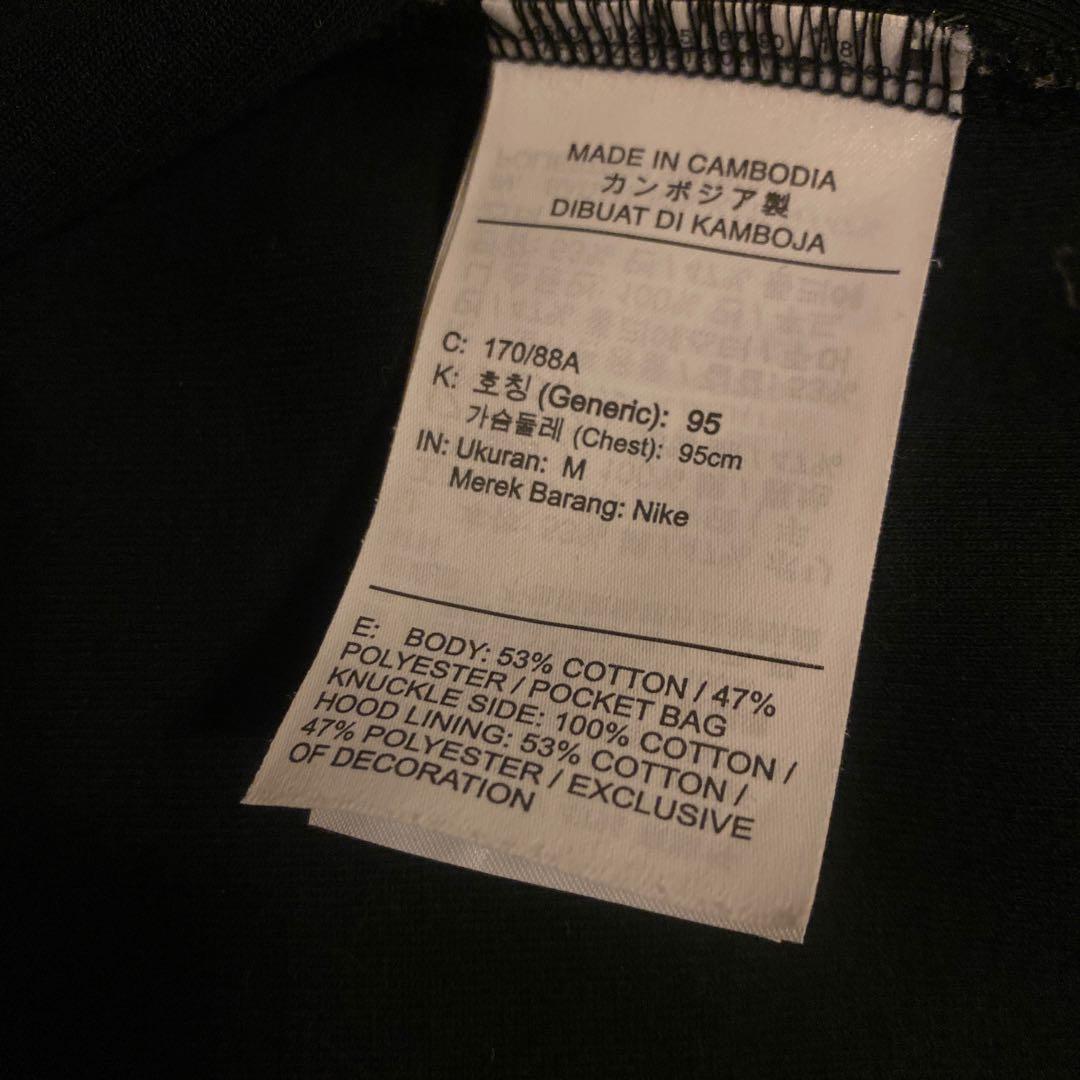 MADE IN CAMBODIA
カンボジア製
DIBUAT DI KAMBOJA
C: 170/88A
K: 호칭 (Generic): 95
가슴둘레 (Chest): 95cm
IN: Ukuran: M
Merek Barang: Nike
E: BODY: 53% COTTON / 47%
POLYESTER / POCKET BAG
KNUCKLE SIDE: 100% COTTON /
HOOD LINING: 53% COTTON /
47% POLYESTER / EXCLUSIVE
OF DECORATION